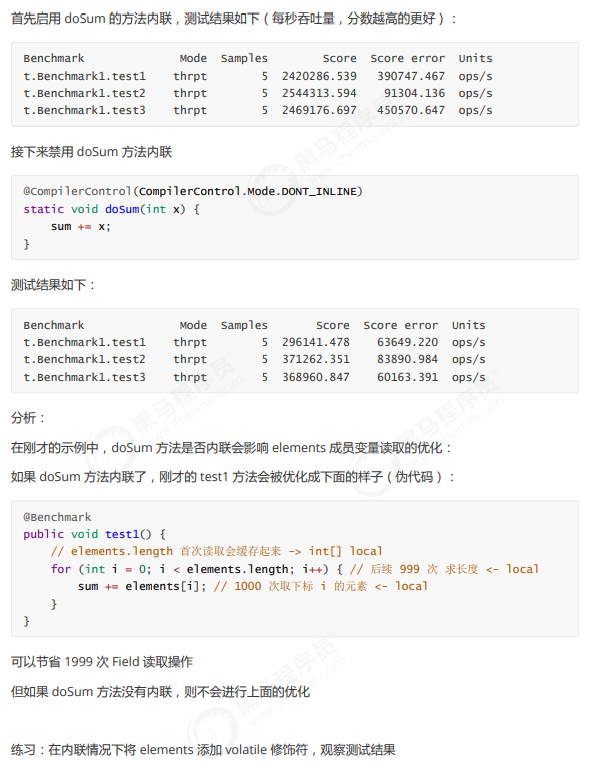 首先启用 doSum 的方法内联，测试结果如下（每秒吞吐量，分数越高的更好）：
Benchmark Mode Samples Score Score error Units
t.Benchmark1.test1 thrpt 5 2420286.539 390747.467 ops/s
t.Benchmark1.test2 thrpt 5 2544313.594 91304.136 ops/s
t.Benchmark1.test3 thrpt 5 2469176.697 450570.647 ops/s
接下来禁用 doSum 方法内联
@CompilerControl(CompilerControl.Mode.DONT_INLINE)
static void doSum(int x) {
sum += x;
}
测试结果如下：
Benchmark Mode Samples Score Score error Units
t.Benchmark1.test1 thrpt 5 296141.478 63649.220 ops/s
t.Benchmark1.test2 thrpt 5 371262.351 83890.984 ops/s
t.Benchmark1.test3 thrpt 5 368960.847 60163.391 ops/s
分析：
在刚才的示例中，doSum 方法是否内联会影响 elements 成员变量读取的优化：
如果 doSum 方法内联了，刚才的 test1 方法会被优化成下面的样子（伪代码）：
@Benchmark
public void test1() {
// elements.length 首次读取会缓存起来 -> int[] local
for (int i = 0; i < elements.length; i++) { // 后续 999 次 求长度 <- local
sum += elements[i]; // 1000 次取下标 i 的元素 <- local
}
}
可以节省 1999 次 Field 读取操作
但如果 doSum 方法没有内联，则不会进行上面的优化
练习：在内联情况下将 elements 添加 volatile 修饰符，观察测试结果